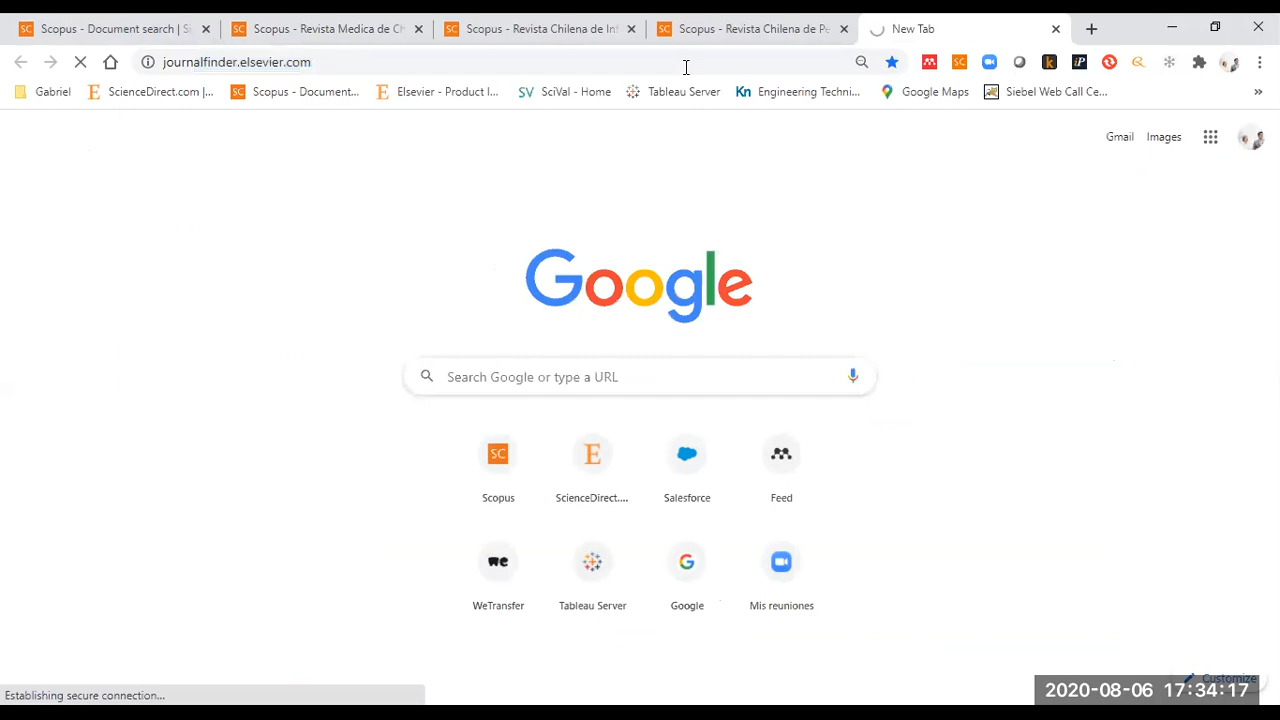 Scopus - Document search | S
Scopus - Revista Medica de Ch
Scopus - Revista Chilena de Inf
Scopus - Revista Chilena de Pe
New Tab
journalfinder.elsevier.com
Gabriel
ScienceDirect.com |...
Scopus - Document...
Elsevier - Product I...
SciVal - Home
Tableau Server
Engineering Techni...
Google Maps
Siebel Web Call Ce...
Gmail
Images
Google
Search Google or type a URL
Scopus
ScienceDirect....
Salesforce
Feed
WeTransfer
Tableau Server
Google
Mis reuniones
Establishing secure connection...
Customize
2020-08-06 17:34:17